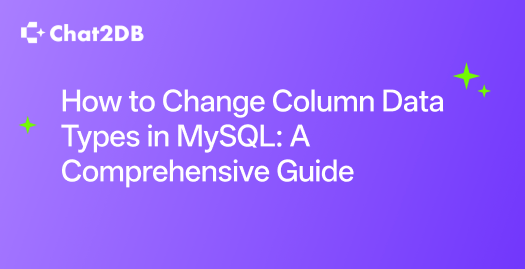 Chat2DB
How to Change Column Data
Types in MySQL: A
Comprehensive Guide